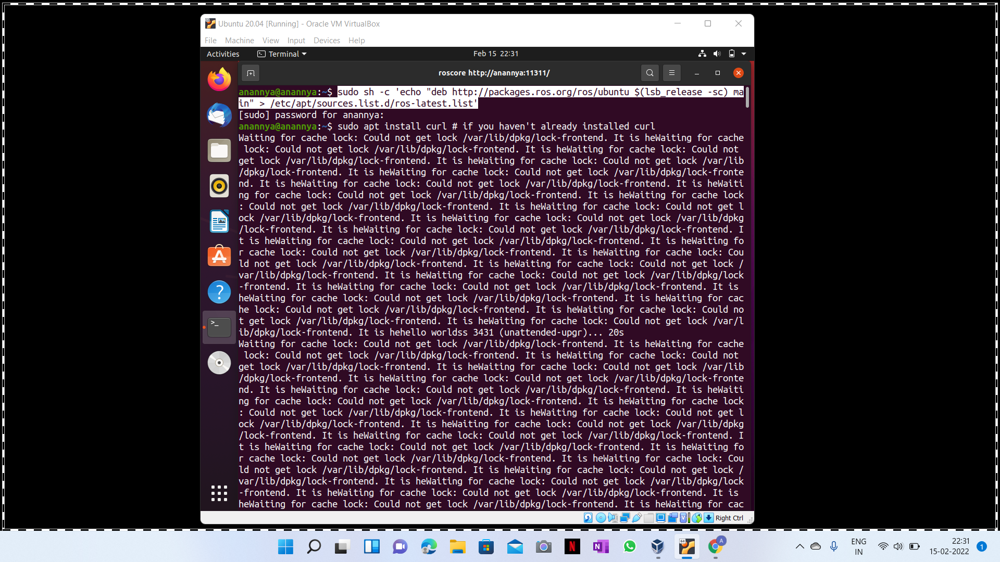 Ubuntu 20.04 [Running] - Oracle VM VirtualBox
File Machine View Input Devices Help
Activities Terminal Feb 15 22:31
roscore http://anannya:11311/
anannya@anannya:~$ sudo sh -c 'echo "deb http://packages.ros.org/ros/ubuntu $(lsb_release -sc) ma
in" > /etc/apt/sources.list.d/ros-latest.list'
[sudo] password for anannya:
anannya@anannya:~$ sudo apt install curl # if you haven't already installed curl
Waiting for cache lock: Could not get lock /var/lib/dpkg/lock-frontend. It is heWaiting for cache
 lock: Could not get lock /var/lib/dpkg/lock-frontend. It is heWaiting for cache lock: Could not
get lock /var/lib/dpkg/lock-frontend. It is heWaiting for cache lock: Could not get lock /var/lib
/dpkg/lock-frontend. It is heWaiting for cache lock: Could not get lock /var/lib/dpkg/lock-fronte
nd. It is heWaiting for cache lock: Could not get lock /var/lib/dpkg/lock-frontend. It is heWaiti
ng for cache lock: Could not get lock /var/lib/dpkg/lock-frontend. It is heWaiting for cache lock
: Could not get lock /var/lib/dpkg/lock-frontend. It is heWaiting for cache lock: Could not get l
ock /var/lib/dpkg/lock-frontend. It is heWaiting for cache lock: Could not get lock /var/lib/dpkg
/lock-frontend. It is heWaiting for cache lock: Could not get lock /var/lib/dpkg/lock-frontend. I
t is heWaiting for cache lock: Could not get lock /var/lib/dpkg/lock-frontend. It is heWaiting fo
r cache lock: Could not get lock /var/lib/dpkg/lock-frontend. It is heWaiting for cache lock: Cou
ld not get lock /var/lib/dpkg/lock-frontend. It is heWaiting for cache lock: Could not get lock /
var/lib/dpkg/lock-frontend. It is heWaiting for cache lock: Could not get lock /var/lib/dpkg/lock
-frontend. It is heWaiting for cache lock: Could not get lock /var/lib/dpkg/lock-frontend. It is
heWaiting for cache lock: Could not get lock /var/lib/dpkg/lock-frontend. It is heWaiting for cac
he lock: Could not get lock /var/lib/dpkg/lock-frontend. It is heWaiting for cache lock: Could no
t get lock /var/lib/dpkg/lock-frontend. It is heWaiting for cache lock: Could not get lock /var/l
ib/dpkg/lock-frontend. It is hehello worldss 3431 (unattended-upgr)... 20s
Waiting for cache lock: Could not get lock /var/lib/dpkg/lock-frontend. It is heWaiting for cache
 lock: Could not get lock /var/lib/dpkg/lock-frontend. It is heWaiting for cache lock: Could not
get lock /var/lib/dpkg/lock-frontend. It is heWaiting for cache lock: Could not get lock /var/lib
/dpkg/lock-frontend. It is heWaiting for cache lock: Could not get lock /var/lib/dpkg/lock-fronte
nd. It is heWaiting for cache lock: Could not get lock /var/lib/dpkg/lock-frontend. It is heWaiti
ng for cache lock: Could not get lock /var/lib/dpkg/lock-frontend. It is heWaiting for cache lock
: Could not get lock /var/lib/dpkg/lock-frontend. It is heWaiting for cache lock: Could not get l
ock /var/lib/dpkg/lock-frontend. It is heWaiting for cache lock: Could not get lock /var/lib/dpkg
/lock-frontend. It is heWaiting for cache lock: Could not get lock /var/lib/dpkg/lock-frontend. I
t is heWaiting for cache lock: Could not get lock /var/lib/dpkg/lock-frontend. It is heWaiting fo
r cache lock: Could not get lock /var/lib/dpkg/lock-frontend. It is heWaiting for cache lock: Cou
ld not get lock /var/lib/dpkg/lock-frontend. It is heWaiting for cache lock: Could not get lock /
var/lib/dpkg/lock-frontend. It is heWaiting for cache lock: Could not get lock /var/lib/dpkg/lock
-frontend. It is heWaiting for cache lock: Could not get lock /var/lib/dpkg/lock-frontend. It is
heWaiting for cache lock: Could not get lock /var/lib/dpkg/lock-frontend. It is heWaiting for cac
Right Ctrl
ENG
IN
22:31
15-02-2022
1